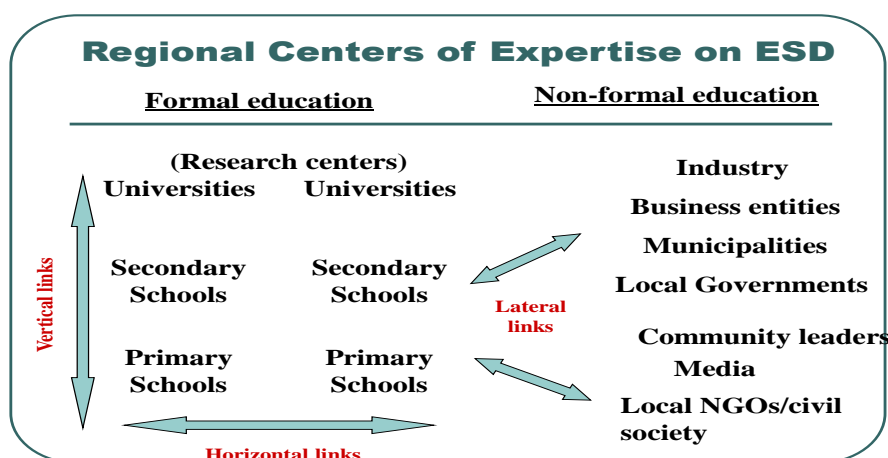 Regional Centers of Expertise on ESD
Formal education
Non-formal education
(Research centers)
Universities
Universities
Secondary
Schools
Secondary
Schools
Primary
Schools
Primary
Schools
Vertical links
Horizontal links
Lateral
links
Industry
Business entities
Municipalities
Local Governments
Community leaders
Media
Local NGOs/civil
society